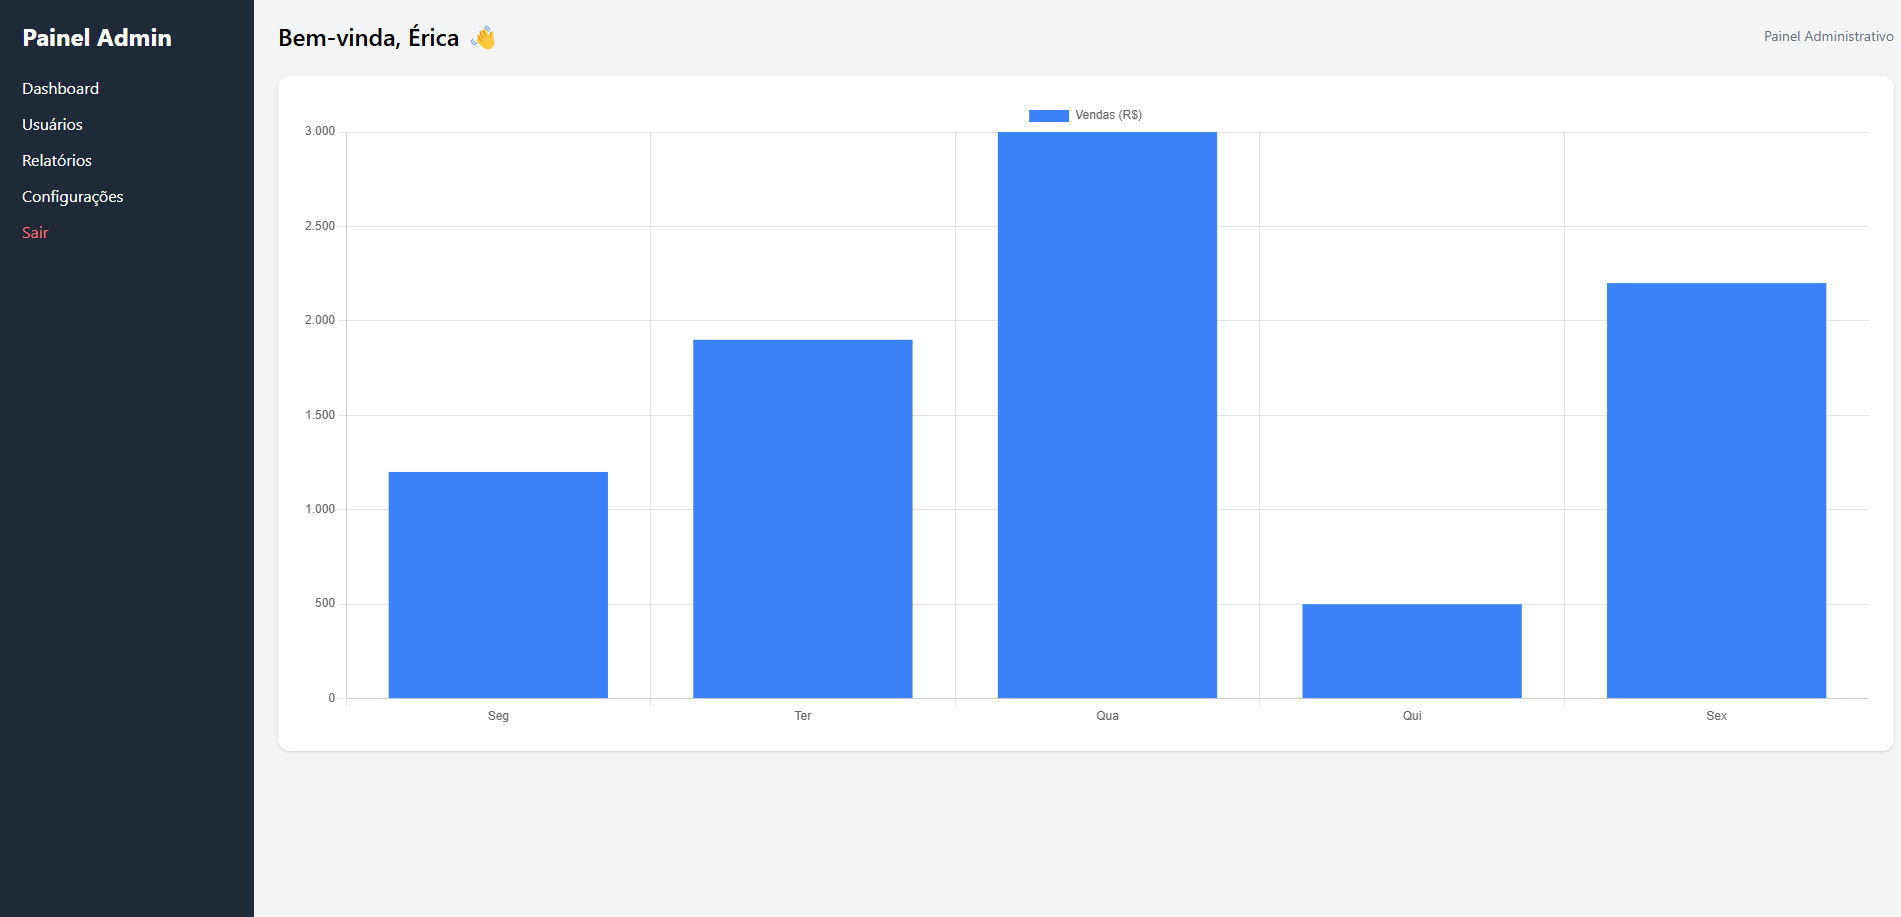 Painel Admin
Dashboard
Usuários
Relatórios
Configurações
Sair
Bem-vinda, Érica 👋
Painel Administrativo
Vendas (R$)
3.000
2.500
2.000
1.500
1.000
500
0
Seg Ter Qua Qui Sex